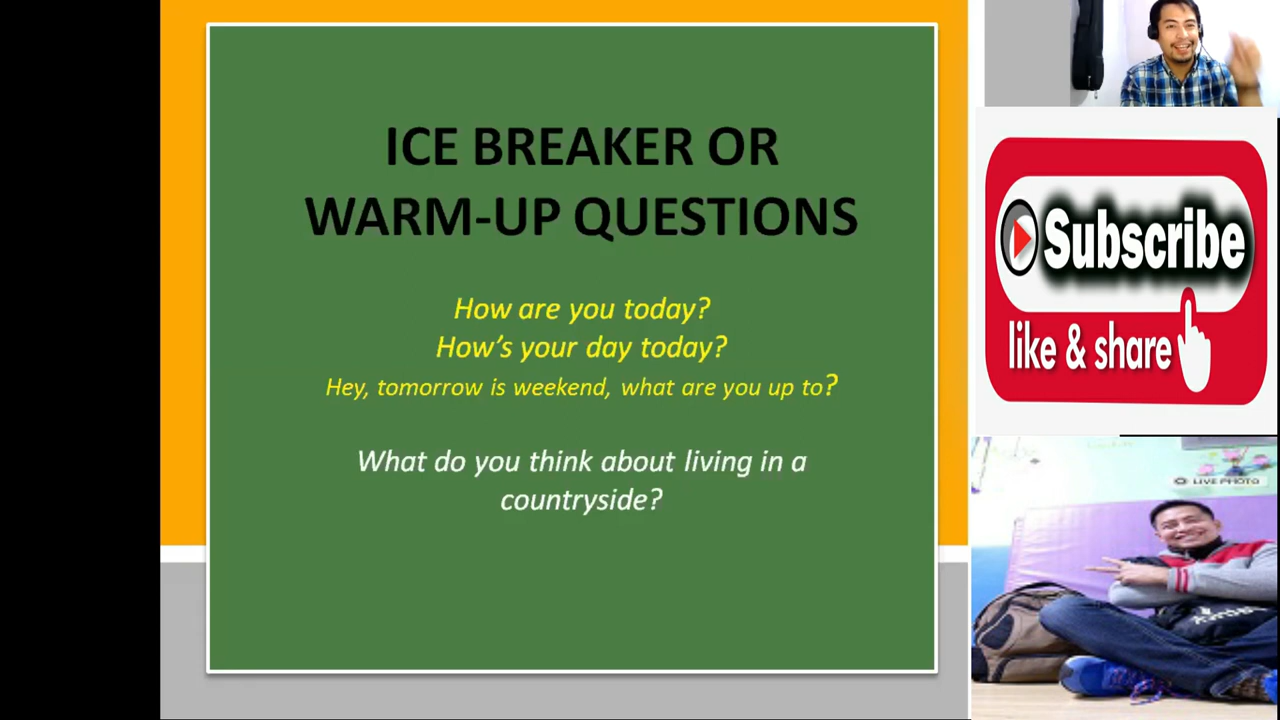 ICE BREAKER OR
WARM-UP QUESTIONS
How are you today?
How's your day today?
Hey, tomorrow is weekend, what are you up to?
What do you think about living in a
countryside?
Subscribe
like & share
LIVE PHOTO